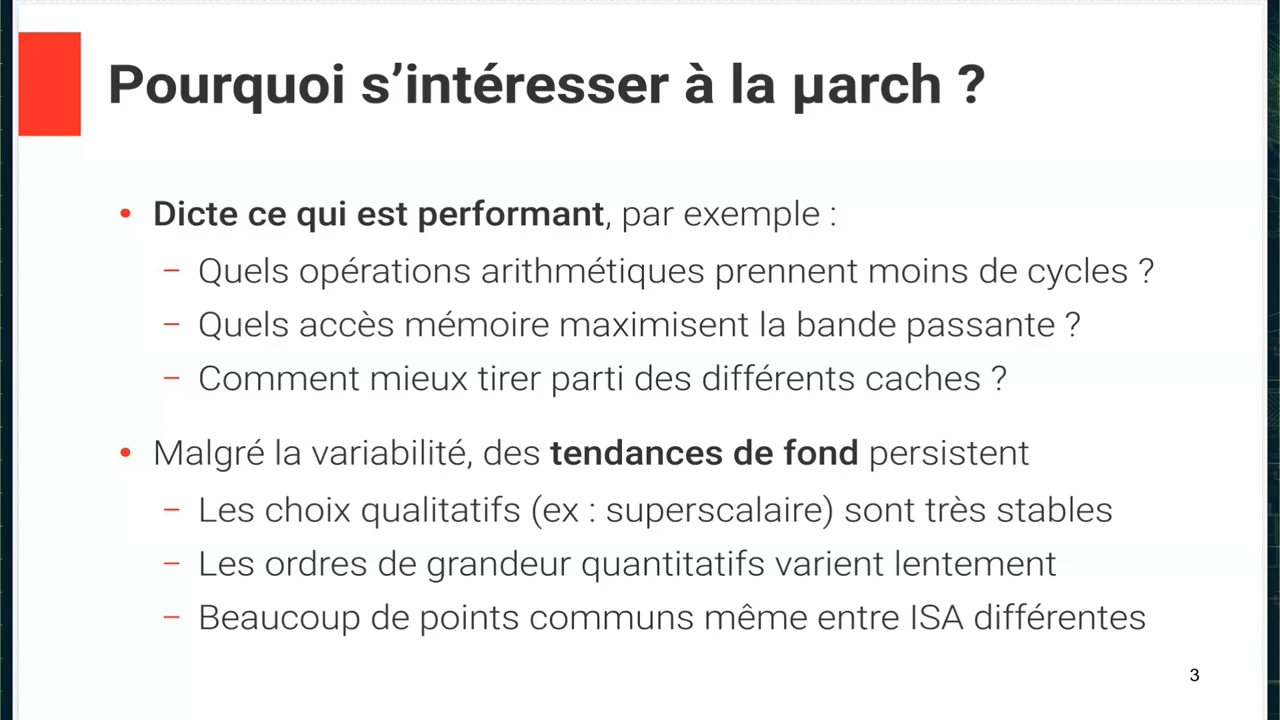 Pourquoi s’intéresser à la µarch ?
• Dicte ce qui est performant, par exemple :
– Quels opérations arithmétiques prennent moins de cycles ?
– Quels accès mémoire maximisent la bande passante ?
– Comment mieux tirer parti des différents caches ?
• Malgré la variabilité, des tendances de fond persistent
– Les choix qualitatifs (ex : superscalaire) sont très stables
– Les ordres de grandeur quantitatifs varient lentement
– Beaucoup de points communs même entre ISA différentes
3